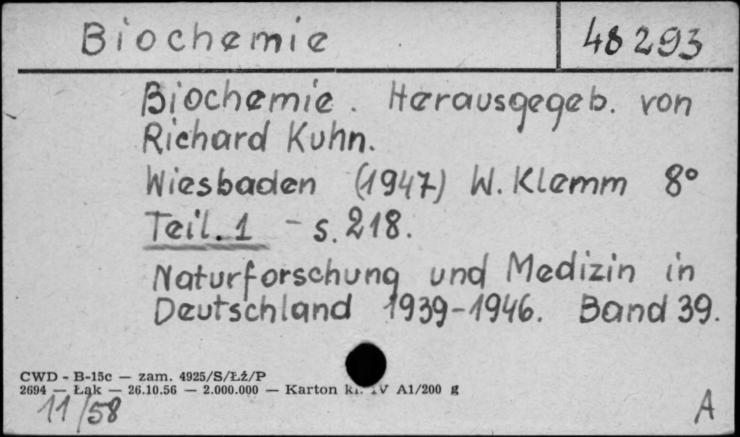 Biochemie 48293
Biochemie. Herausgegeb. von
Richard Kuhn.
Wiesbaden (1947) W. Klemm 8°
Teil. 1 - s. 218.
Naturforschung und Medizin in
Deutschland 1939-1946. Band 39.
CWD - B-15c — zam. 4925/S/Łż/P
2694 — Łąk — 26.10.56 — 2.000.000 — Karton kl. IV A1/200 g
11/58 A